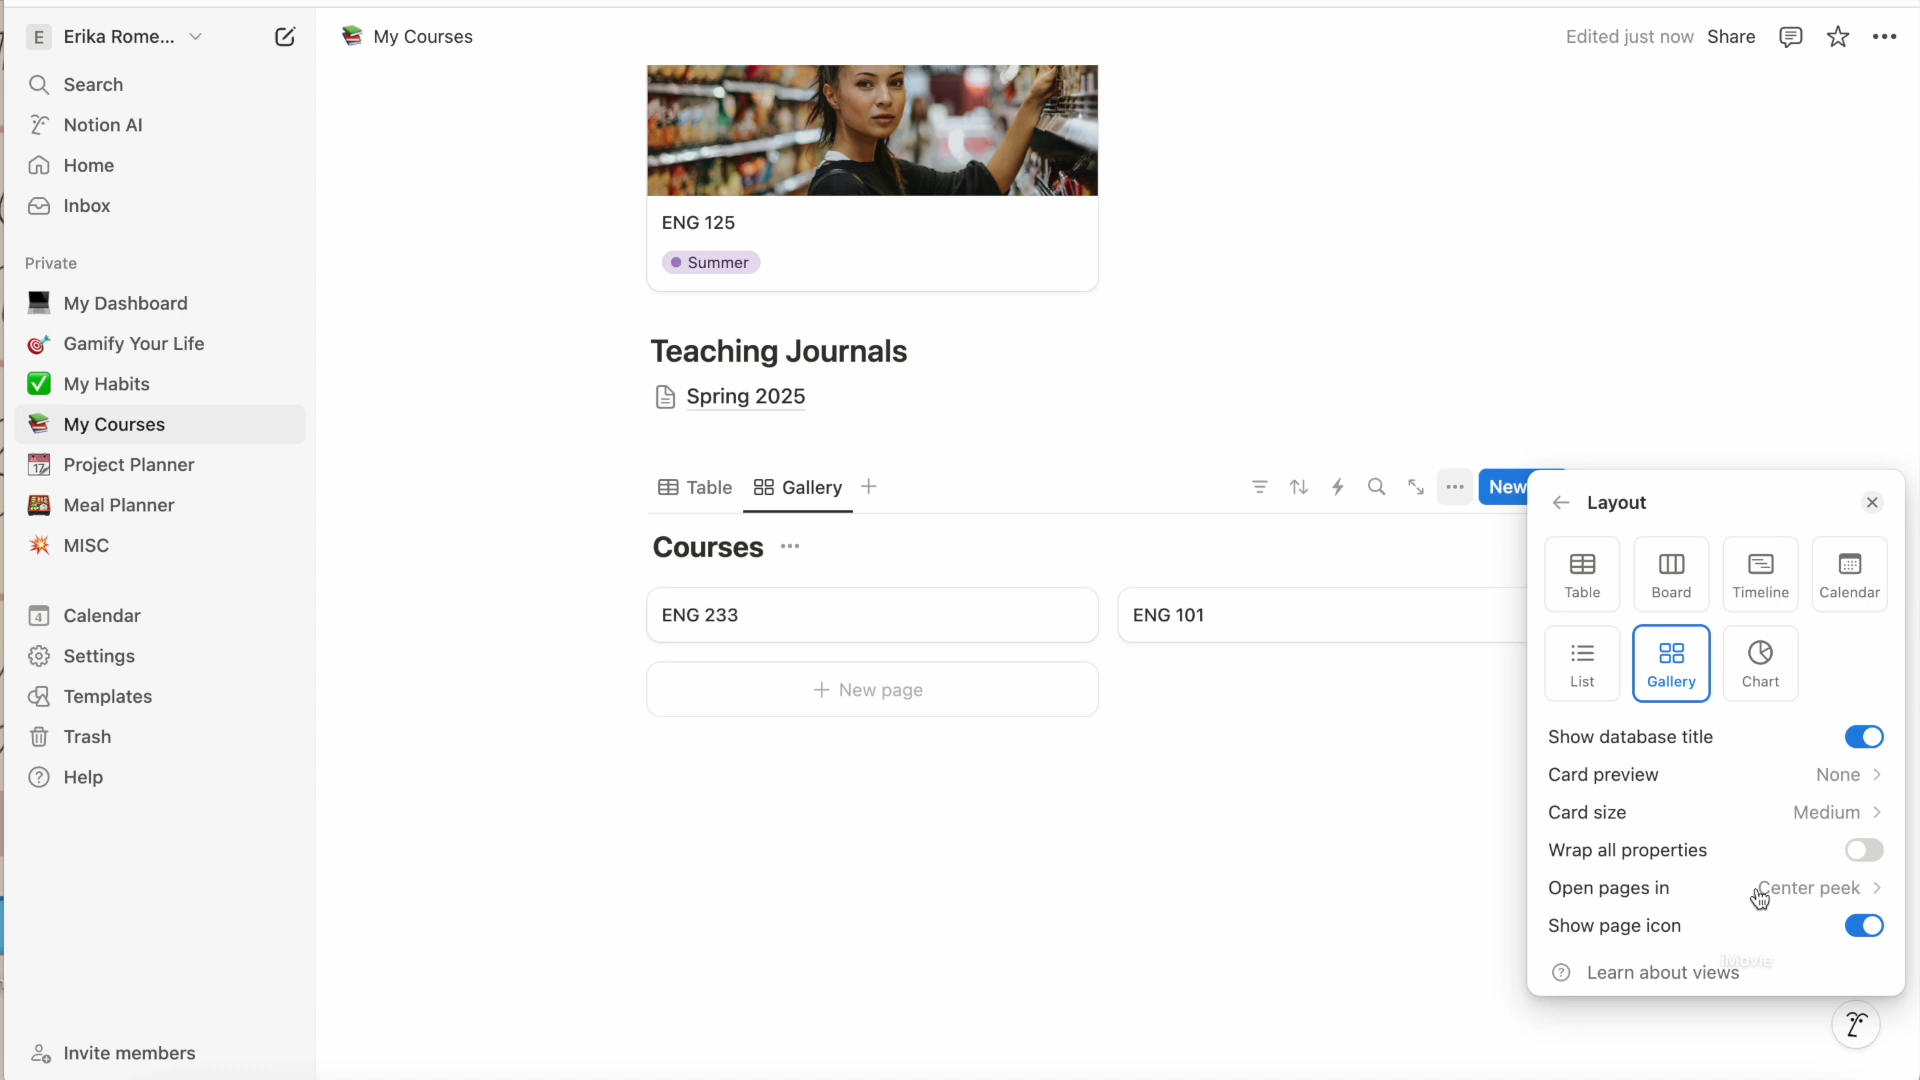 E Erika Rome...
Search
Notion AI
Home
Inbox
Private
My Dashboard
Gamify Your Life
My Habits
My Courses
17 Project Planner
Meal Planner
MISC
4 Calendar
Settings
Templates
Trash
? Help
Invite members
My Courses
Edited just now Share
ENG 125
Summer
Teaching Journals
Spring 2025
Table Gallery
New
Courses
ENG 233
ENG 101
New page
Layout
Table Board Timeline Calendar
List Gallery Chart
Show database title
Card preview None
Card size Medium
Wrap all properties
Open pages in Center peek
Show page icon
iMovie
? Learn about views